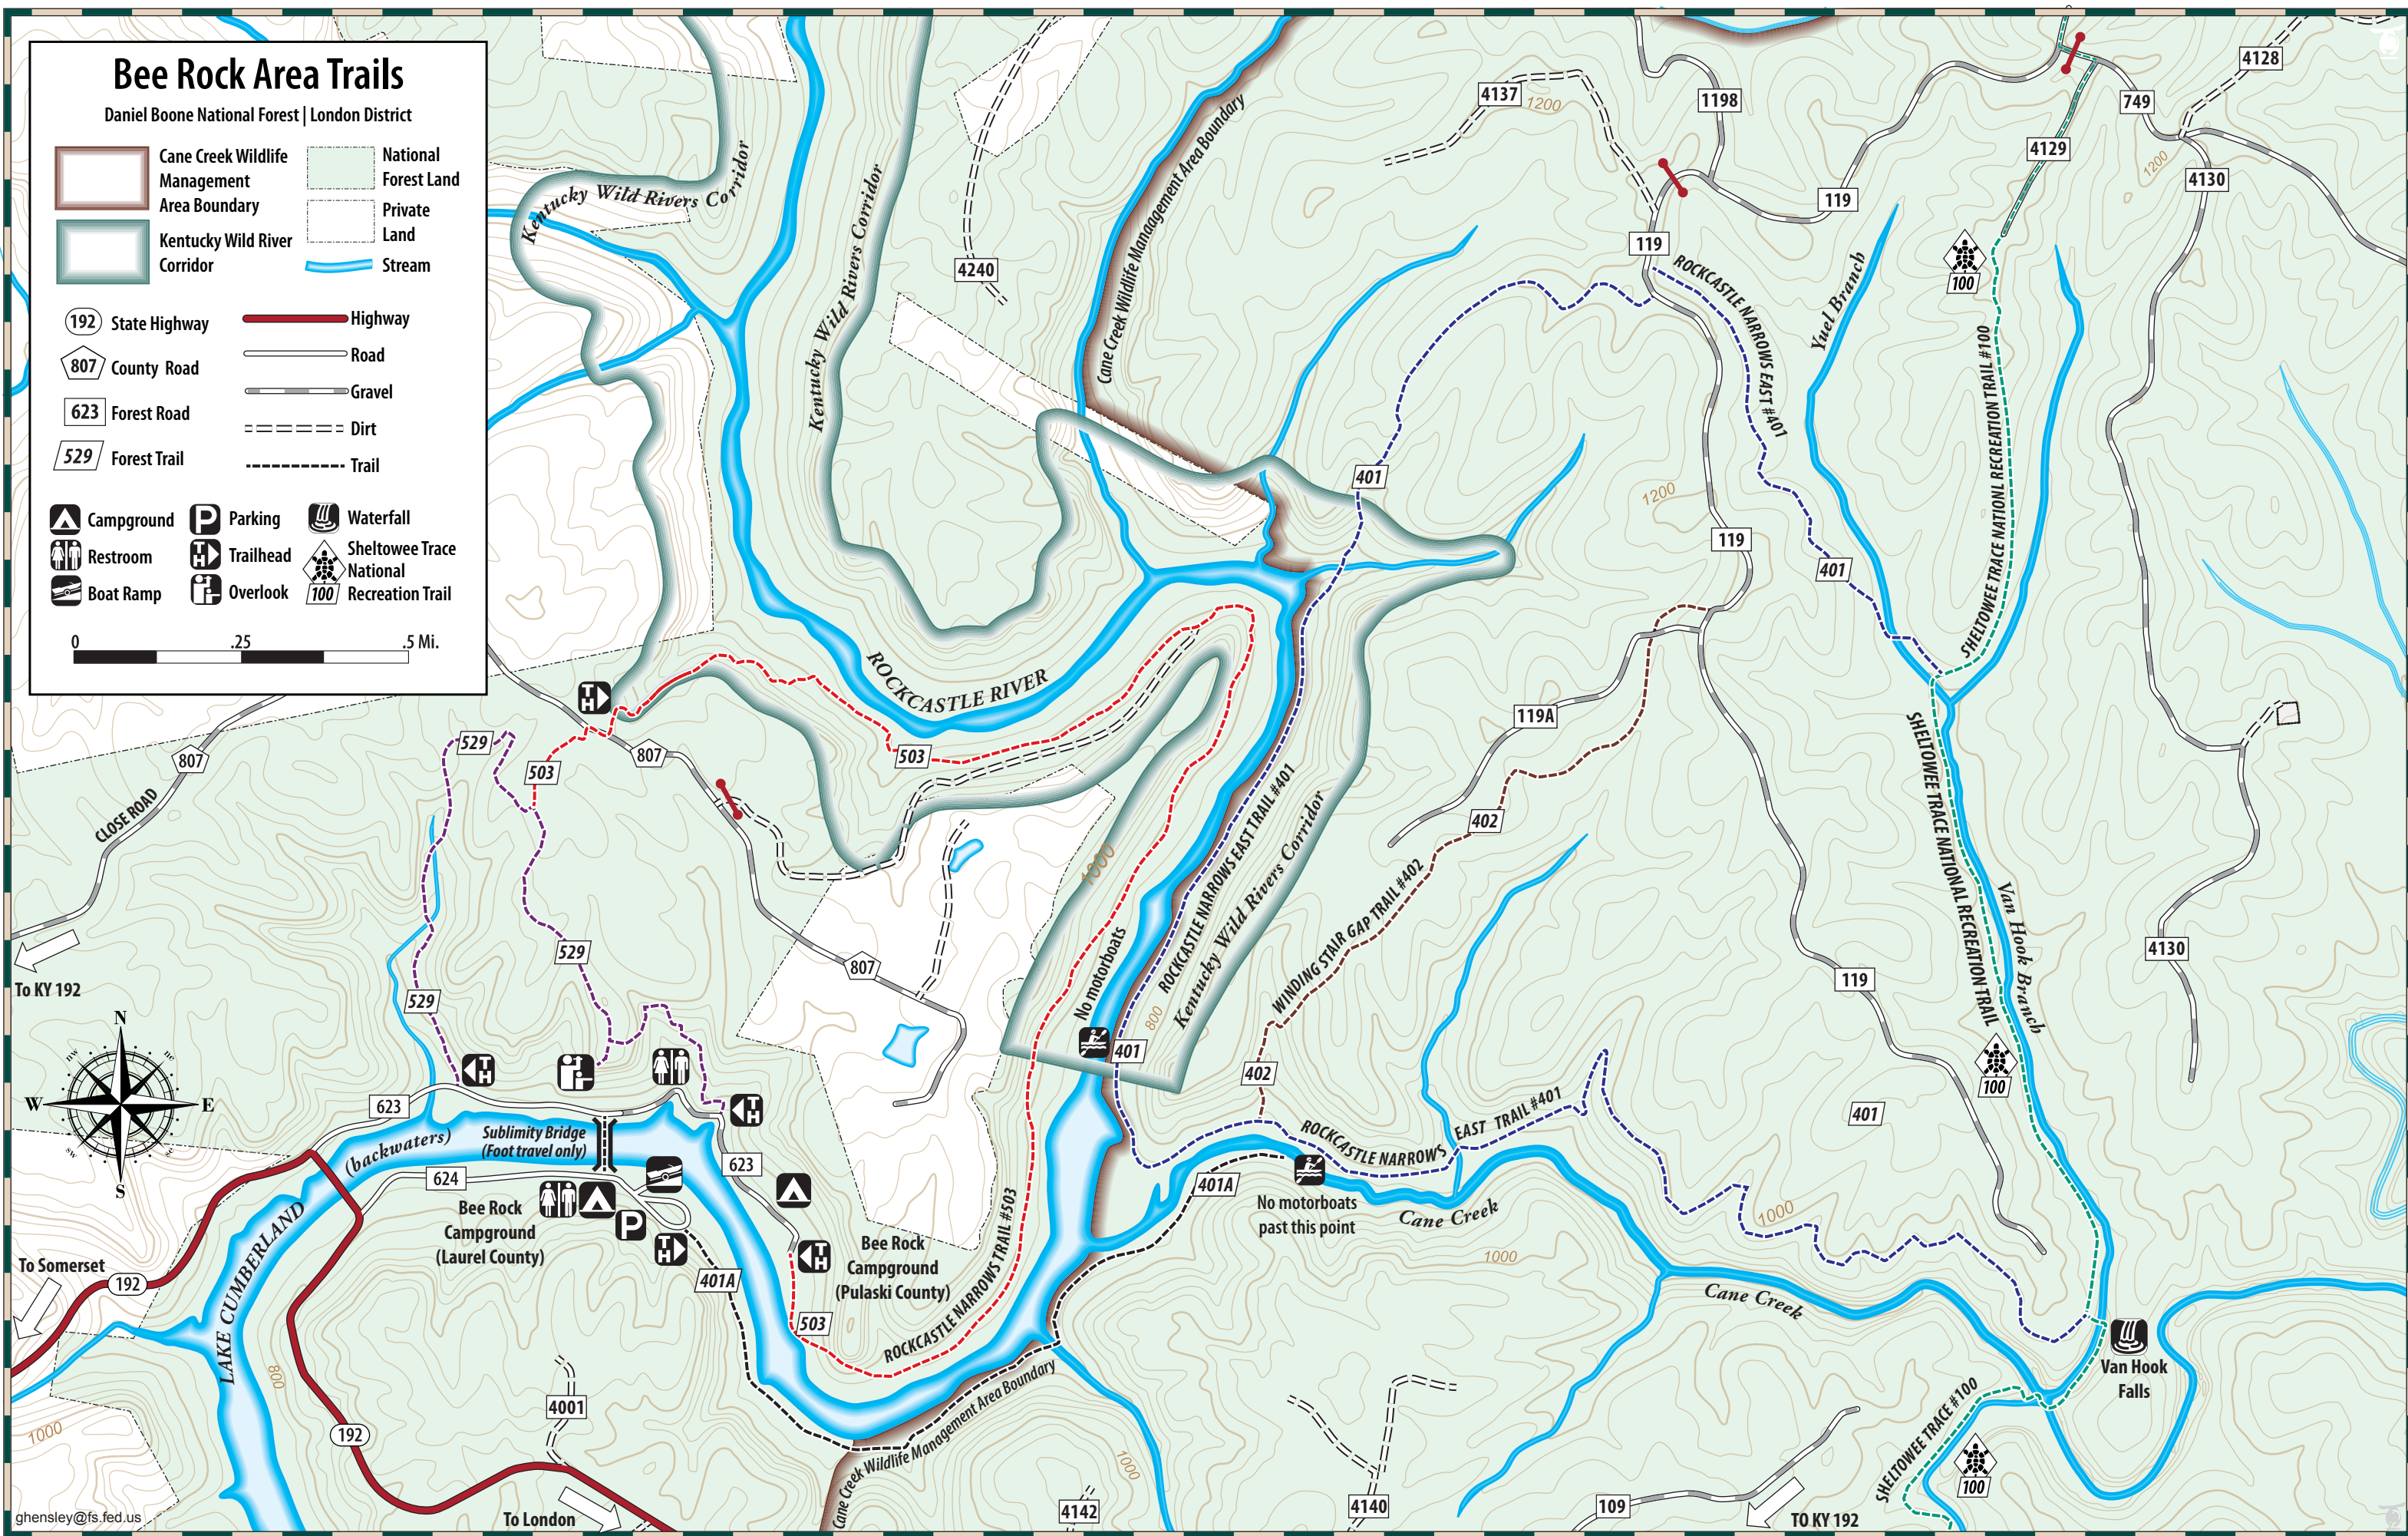 Bee Rock Area Trails
Daniel Boone National Forest | London District
Cane Creek Wildlife
Management
Area Boundary
National
Forest Land
Private
Land
Kentucky Wild River
Corridor
Stream
192 State Highway
Highway
Road
807 County Road
Gravel
623 Forest Road
Dirt
529 Forest Trail
Trail
Campground
Parking
Waterfall
Restroom
Trailhead
Sheltowee Trace
National
Recreation Trail
100
Boat Ramp
Overlook
0 .25 .5 Mi.
Kentucky Wild Rivers Corridor
Kentucky Wild Rivers Corridor
4240
Cane Creek Wildlife Management Area Boundary
4137
1200
1198
119
119
749
4128
4129
4130
1200
100
ROCKCASTLE NARROWS EAST #401
Yuel Branch
SHELTOWEE TRACE NATIONL RECREATION TRAIL #100
401
1200
119
401
ROCKCASTLE RIVER
TH
807
CLOSE ROAD
529
503
807
503
119A
402
SHELTOWEE TRACE NATIONAL RECREATION TRAIL
Van Hook Branch
1000
ROCKCASTLE NARROWS EAST TRAIL #401
Kentucky Wild Rivers Corridor
WINDING STAIR GAP TRAIL #402
No motorboats
800
529
529
807
119
4130
To KY 192
N
nw
ne
W
E
sw
se
S
TH
TH
401
402
100
401
623
Sublimity Bridge
(Foot travel only)
(backwaters)
624
623
P
TH
TH
Bee Rock
Campground
(Laurel County)
Bee Rock
Campground
(Pulaski County)
401A
503
ROCKCASTLE NARROWS TRAIL #503
ROCKCASTLE NARROWS EAST TRAIL #401
401A
No motorboats
past this point
Cane Creek
1000
1000
Cane Creek
To Somerset
192
LAKE CUMBERLAND
800
1000
192
4001
To London
Cane Creek Wildlife Management Area Boundary
1000
4142
4140
109
TO KY 192
Van Hook
Falls
SHELTOWEE TRACE #100
100
ghensley@fs.fed.us